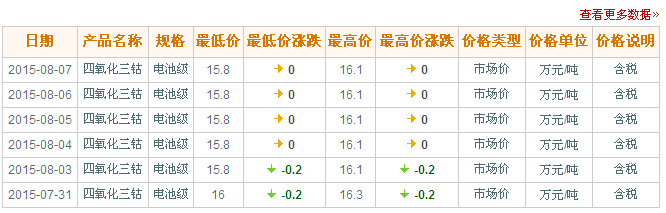 查看更多数据»
日期 产品名称 规格 最低价 最低价涨跌 最高价 最高价涨跌 价格类型 价格单位 价格说明
2015-08-07 四氧化三钴 电池级 15.8 0 16.1 0 市场价 万元/吨 含税
2015-08-06 四氧化三钴 电池级 15.8 0 16.1 0 市场价 万元/吨 含税
2015-08-05 四氧化三钴 电池级 15.8 0 16.1 0 市场价 万元/吨 含税
2015-08-04 四氧化三钴 电池级 15.8 0 16.1 0 市场价 万元/吨 含税
2015-08-03 四氧化三钴 电池级 15.8 -0.2 16.1 -0.2 市场价 万元/吨 含税
2015-07-31 四氧化三钴 电池级 16 -0.2 16.3 -0.2 市场价 万元/吨 含税